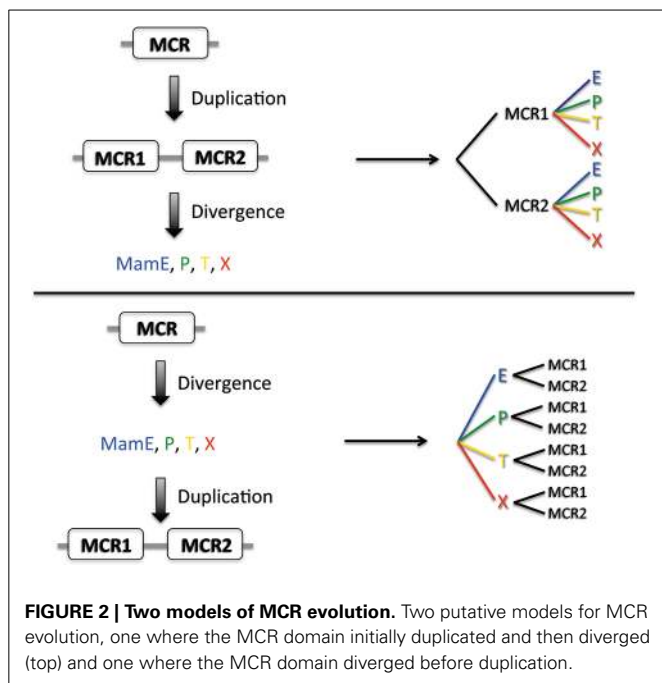 MCR
Duplication
MCR1 MCR2
Divergence
MamE, P, T, X
MCR1
E
P
T
X
MCR2
E
P
T
X
MCR
Divergence
MamE, P, T, X
Duplication
MCR1 MCR2
E
MCR1
MCR2
P
MCR1
MCR2
T
MCR1
MCR2
X
MCR1
MCR2
FIGURE 2 | Two models of MCR evolution. Two putative models for MCR
evolution, one where the MCR domain initially duplicated and then diverged
(top) and one where the MCR domain diverged before duplication.